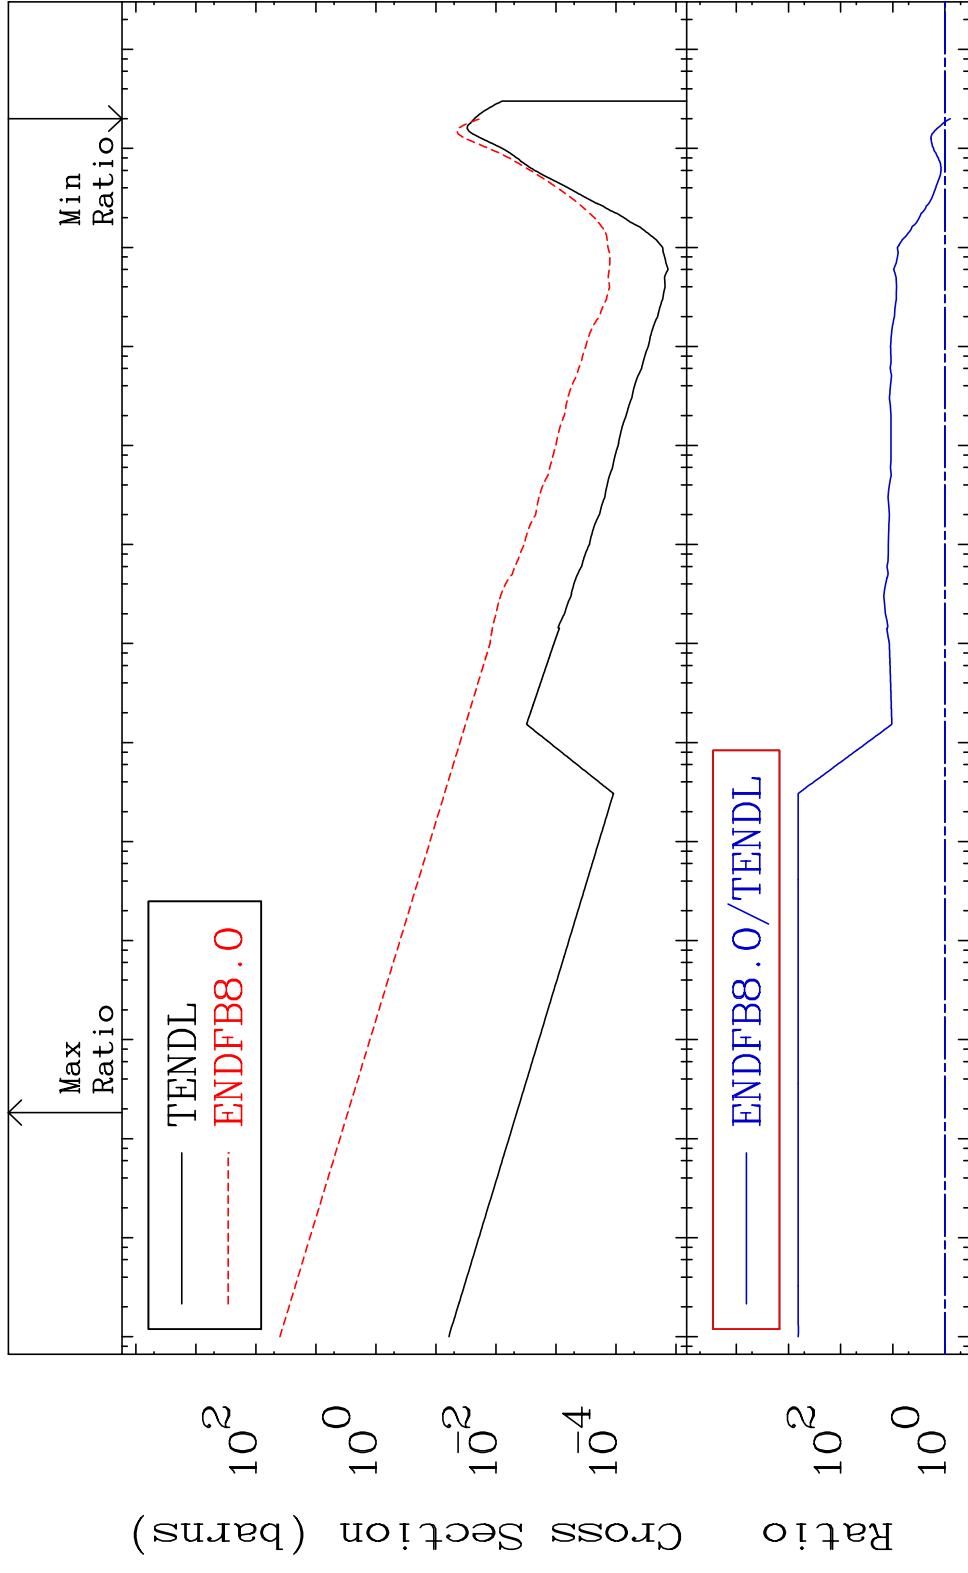 Max
Ratio
Min
Ratio
TENDL
ENDFB8.0
10^2
10^0
10^-2
10^-4
Cross Section (barns)
ENDFB8.0/TENDL
10^2
10^0
Ratio